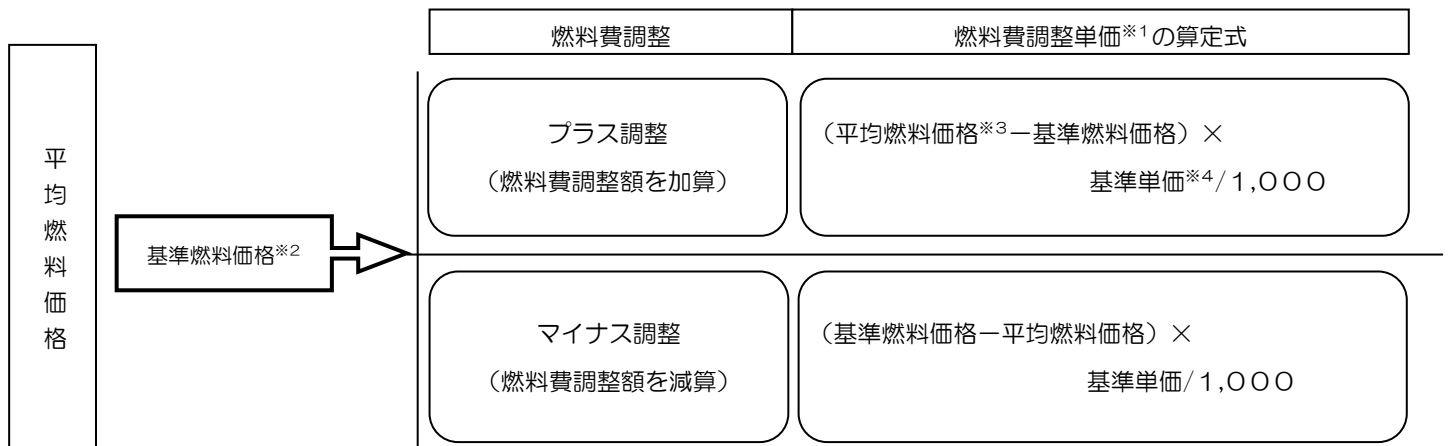 燃料費調整
燃料費調整単価※1の算定式
平均燃料価格
基準燃料価格※2
プラス調整
（燃料費調整額を加算）
（平均燃料価格※3－基準燃料価格）×
基準単価※4/１,０００
マイナス調整
（燃料費調整額を減算）
（基準燃料価格－平均燃料価格）×
基準単価/１,０００